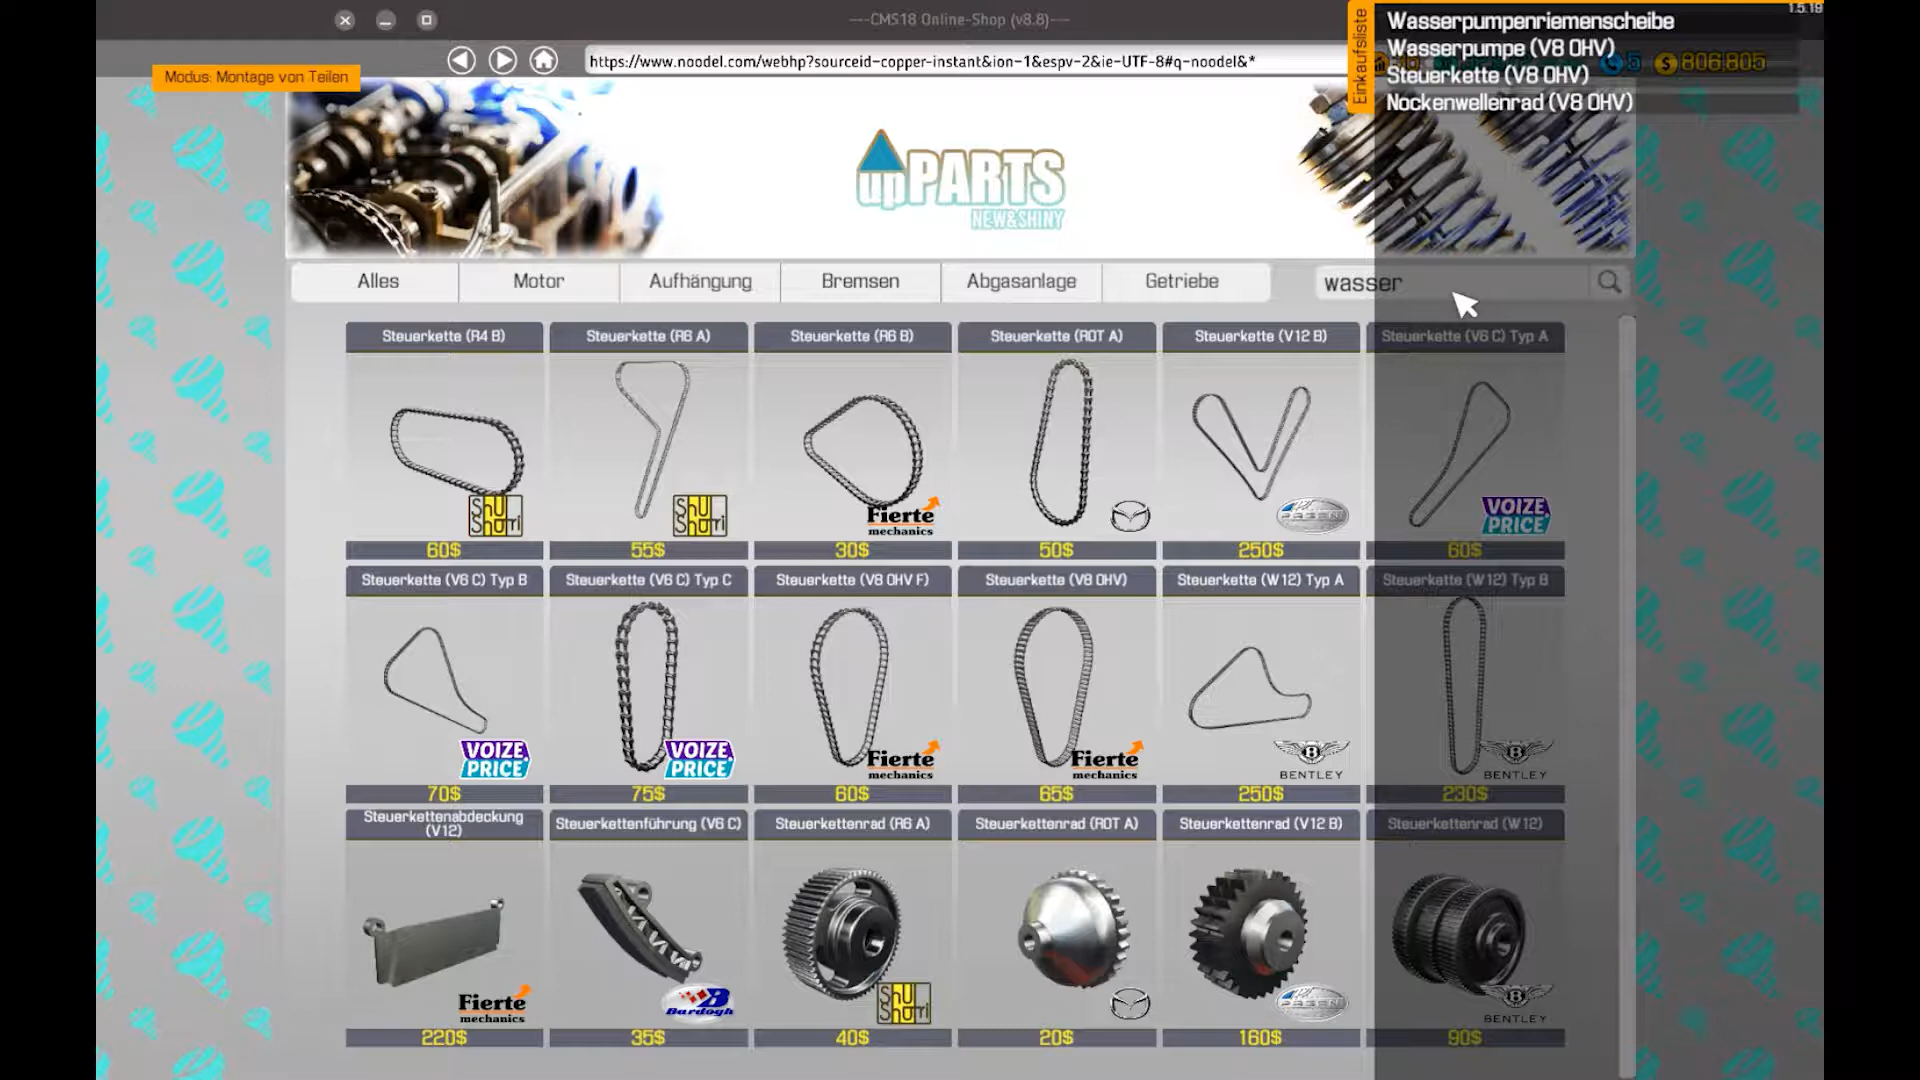 ---CMS18 Online-Shop (v8.8)---
1.5.19
https://www.noodel.com/webhp?sourceid-copper-instant&ion-1&espv-2&ie-UTF-8#q-noodel&*
Modus: Montage von Teilen
Einkaufsliste
Wasserpumpenriemenscheibe
Wasserpumpe (V8 OHV)
Steuerkette (V8 OHV)
Nockenwellenrad (V8 OHV)
5
$ 806,805
upPARTS
NEW&SHINY
Alles
Motor
Aufhängung
Bremsen
Abgasanlage
Getriebe
wasser
Steuerkette (R4 B)
Steuerkette (R6 A)
Steuerkette (R6 B)
Steuerkette (ROT A)
Steuerkette (V12 B)
Steuerkette (V6 C) Typ A
Fierte
mechanics
VOIZE
PRICE
60$
55$
30$
50$
250$
60$
Steuerkette (V6 C) Typ B
Steuerkette (V6 C) Typ C
Steuerkette (V8 OHV F)
Steuerkette (V8 OHV)
Steuerkette (W12) Typ A
Steuerkette (W12) Typ B
VOIZE
PRICE
VOIZE
PRICE
Fierte
mechanics
Fierte
mechanics
B
BENTLEY
B
BENTLEY
70$
75$
60$
65$
250$
230$
Steuerkettenabdeckung
(V12)
Steuerkettenführung (V6 C)
Steuerkettenrad (R6 A)
Steuerkettenrad (ROT A)
Steuerkettenrad (V12 B)
Steuerkettenrad (W12)
Fierte
mechanics
B
Bardogh
B
BENTLEY
220$
35$
40$
20$
160$
90$